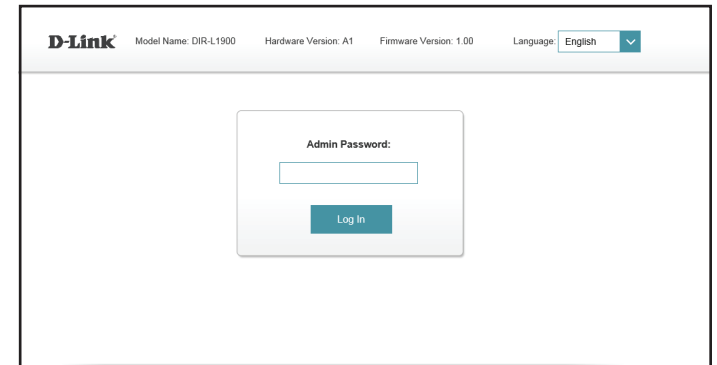 D-Link Model Name: DIR-L1900 Hardware Version: A1 Firmware Version: 1.00 Language: English
Admin Password:
Log In